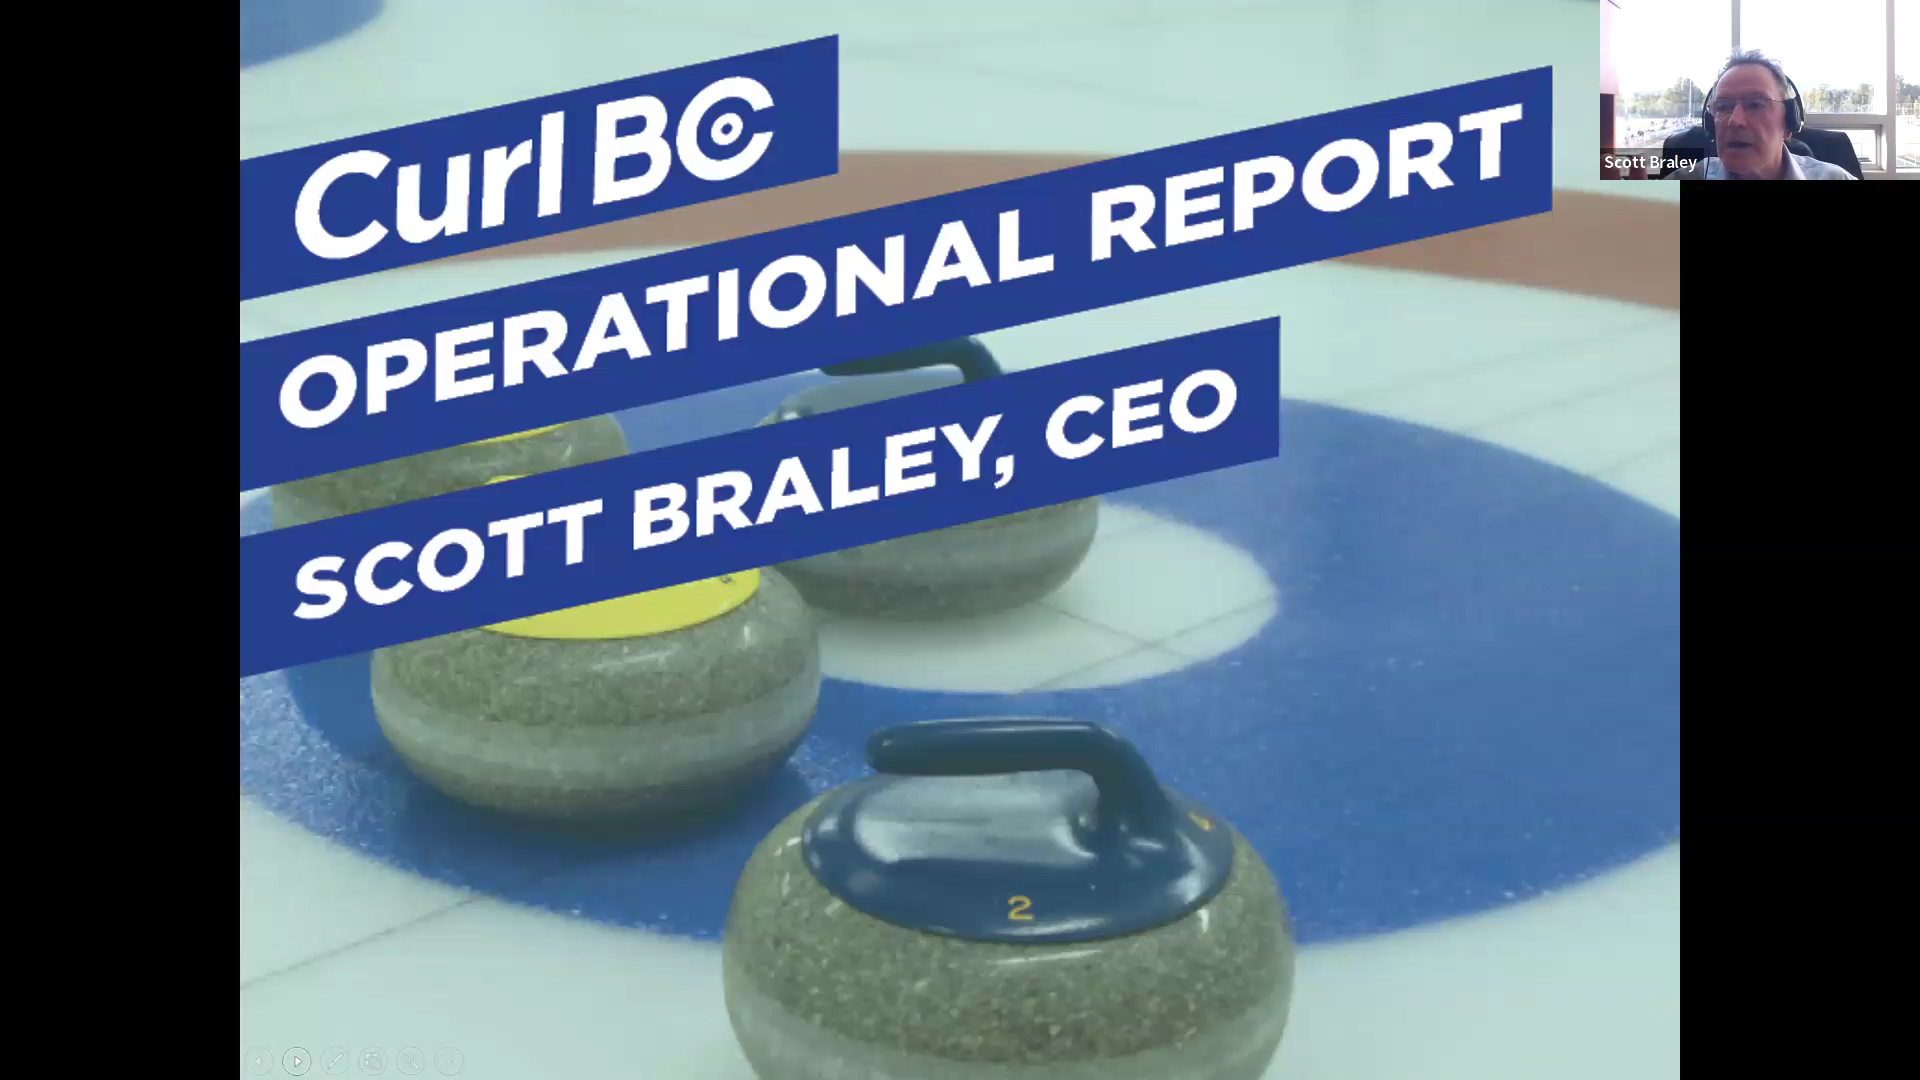 Curl BC
OPERATIONAL REPORT
SCOTT BRALEY, CEO
Scott Braley
2